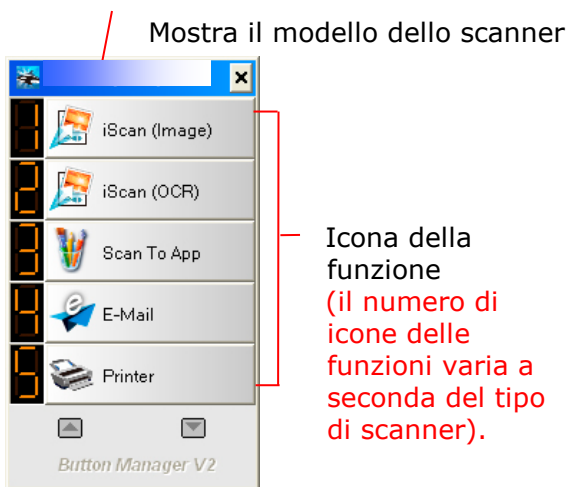 Mostra il modello dello scanner
1 iScan (Image)
2 iScan (OCR)
3 Scan To App
4 E-Mail
5 Printer
Button Manager V2
Icona della
funzione
(il numero di
icone delle
funzioni varia a
seconda del tipo
di scanner).